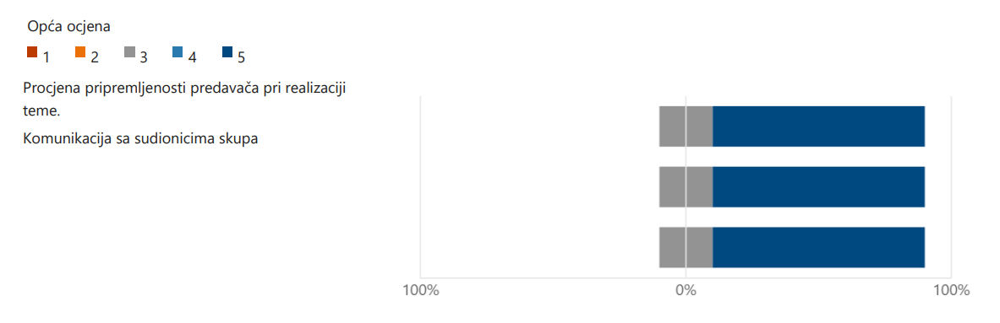 Opća ocjena
1 2 3 4 5
Procjena pripremljenosti predavača pri realizaciji
teme.
Komunikacija sa sudionicima skupa
100% 0% 100%